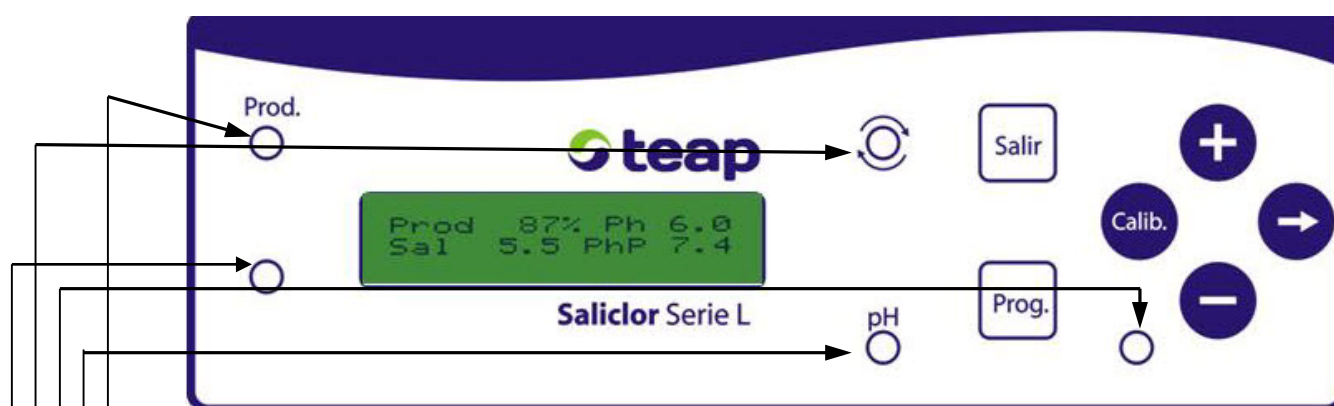 Prod.
teap
Salir
+
Calib.
→
Prod 87% Ph 6.0
Sal 5.5 PhP 7.4
Saliclor Serie L
pH
Prog.
−